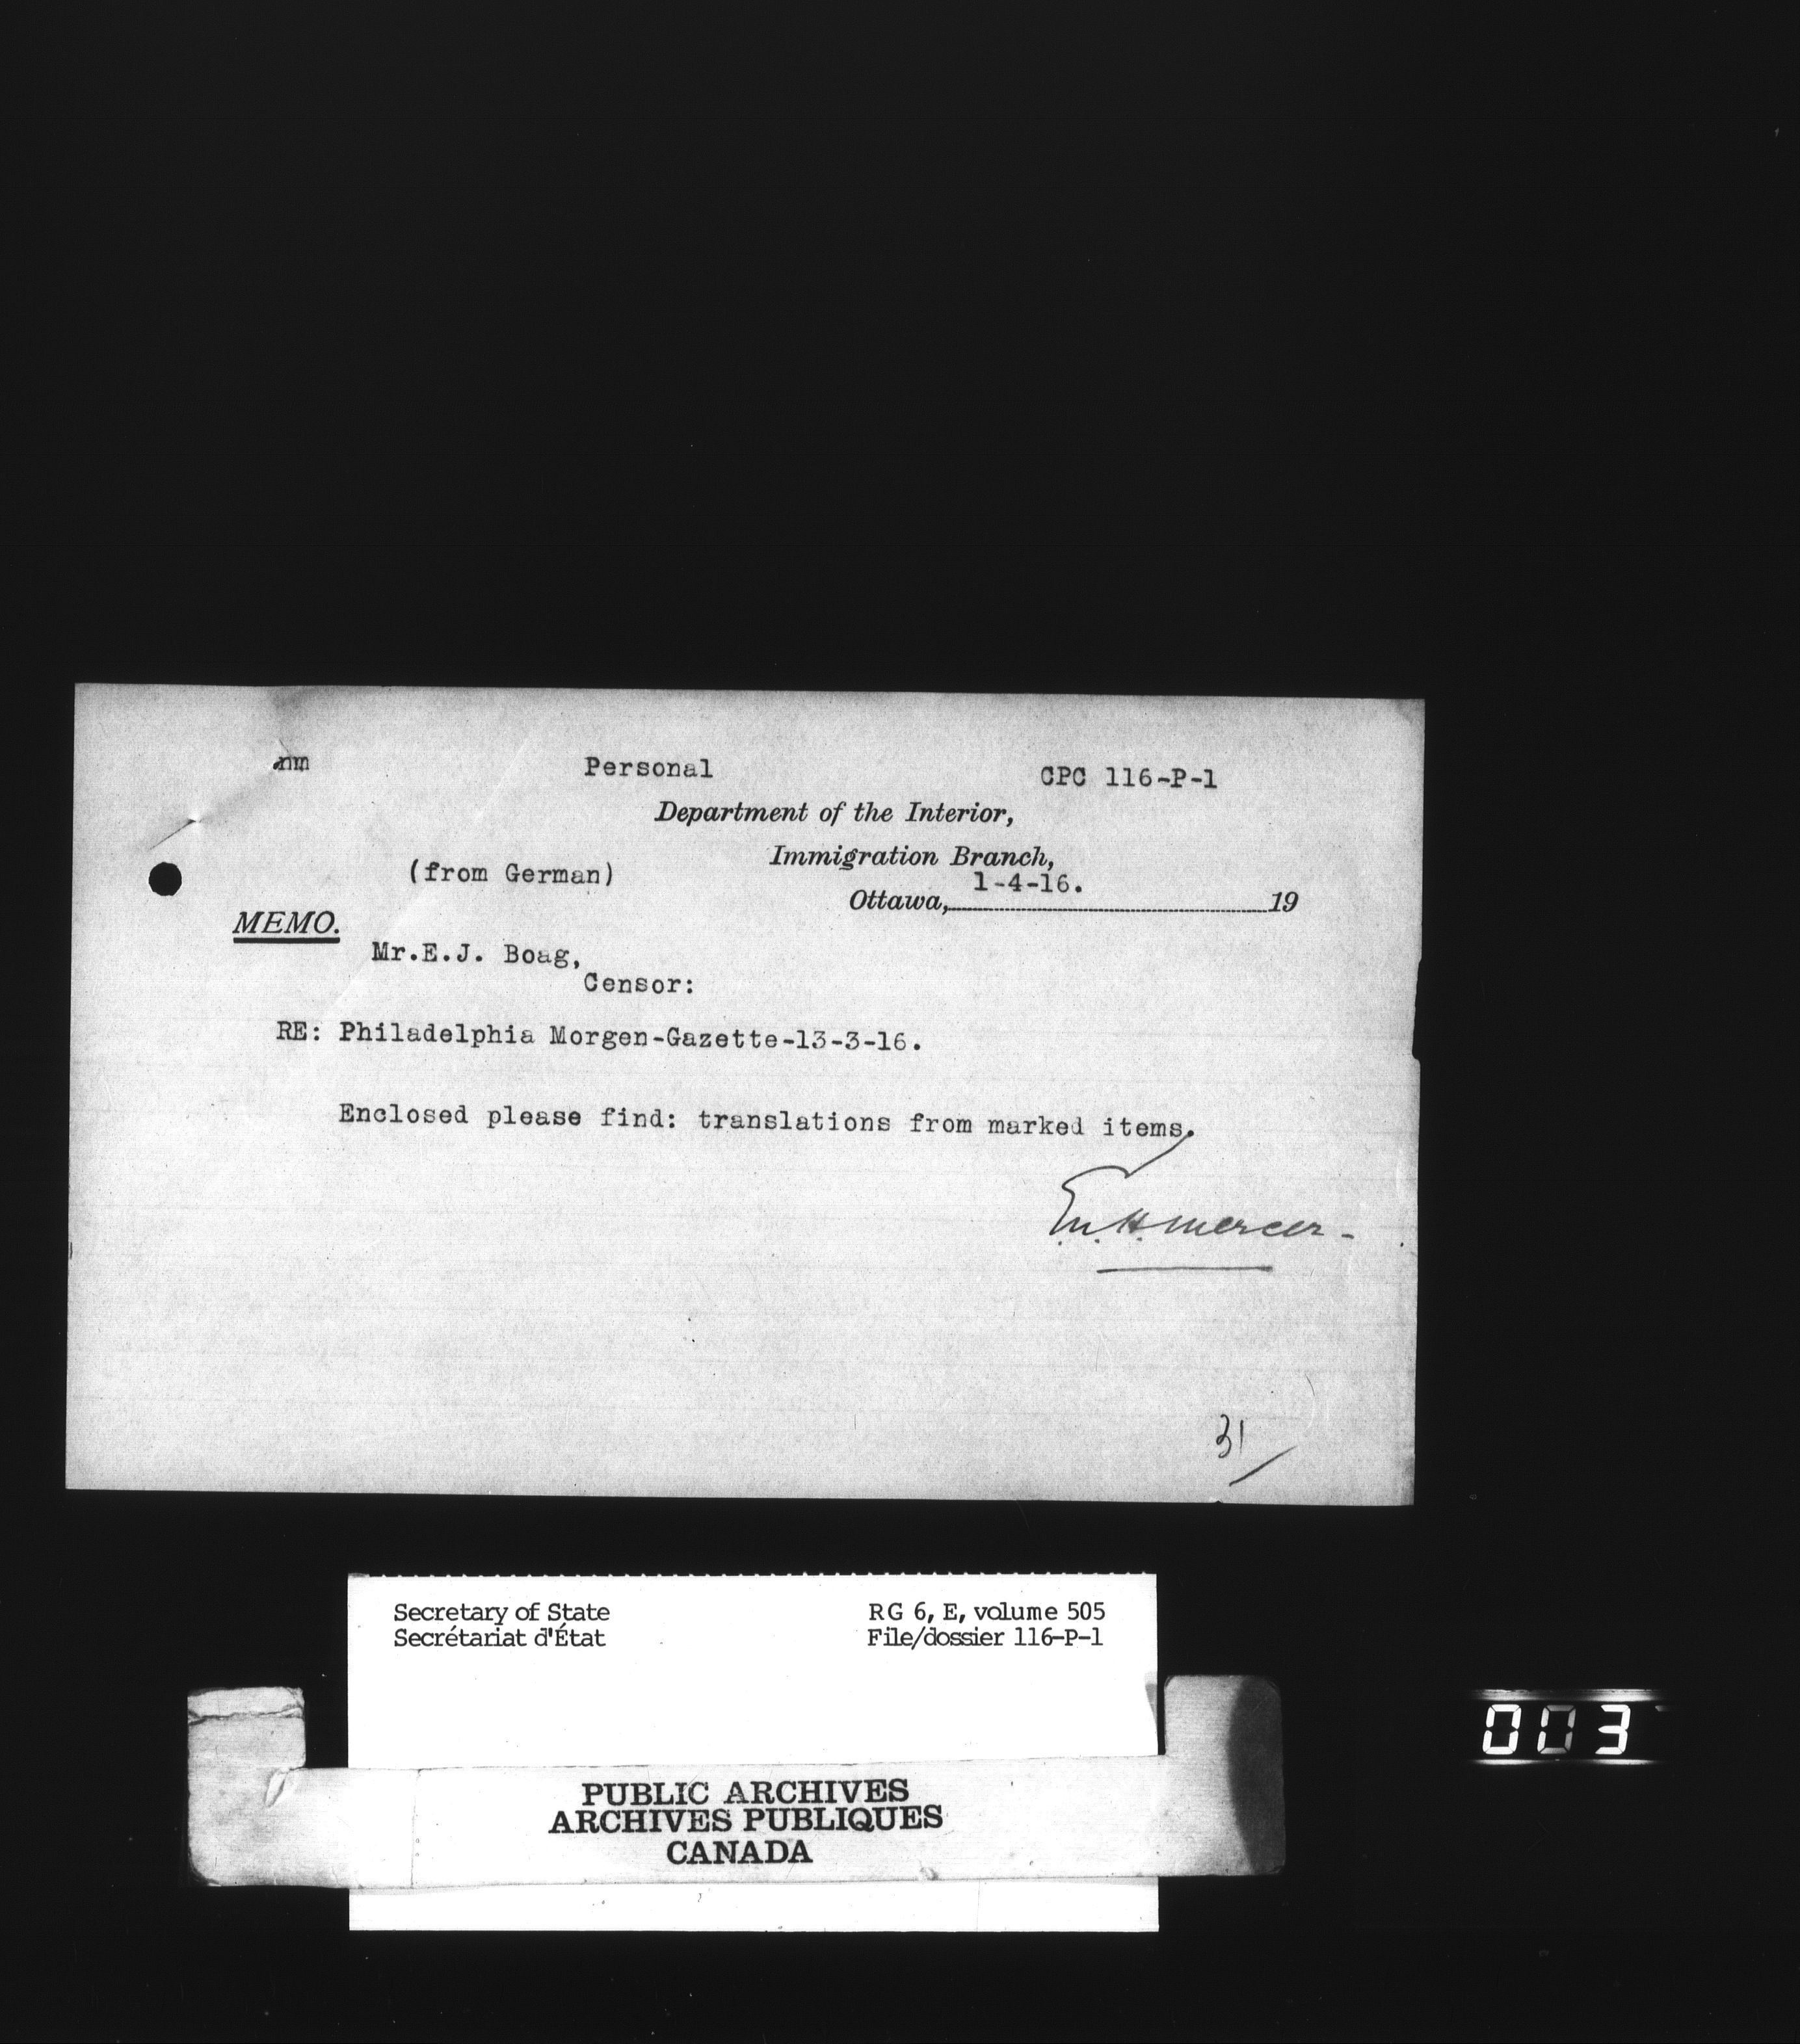 nm Personal CPC 116-P-1
Department of the Interior,
Immigration Branch,
(from German) 1-4-16.
Ottawa, 19
MEMO.
Mr.E.J. Boag,
Censor:
RE: Philadelphia Morgen-Gazette-13-3-16.
Enclosed please find: translations from marked items.
H. Mercer-
31
Secretary of State RG 6, E, volume 505
Secrétariat d'État File/dossier 116-P-1
PUBLIC ARCHIVES
ARCHIVES PUBLIQUES
CANADA
003